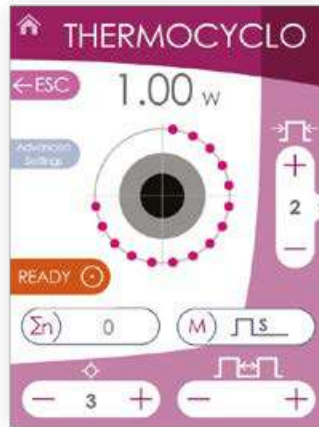 THERMOCYCLO
←ESC
1.00 W
Advanced
Settings
+
2
−
READY
Σn) 0
M) S
− 3 +
− +